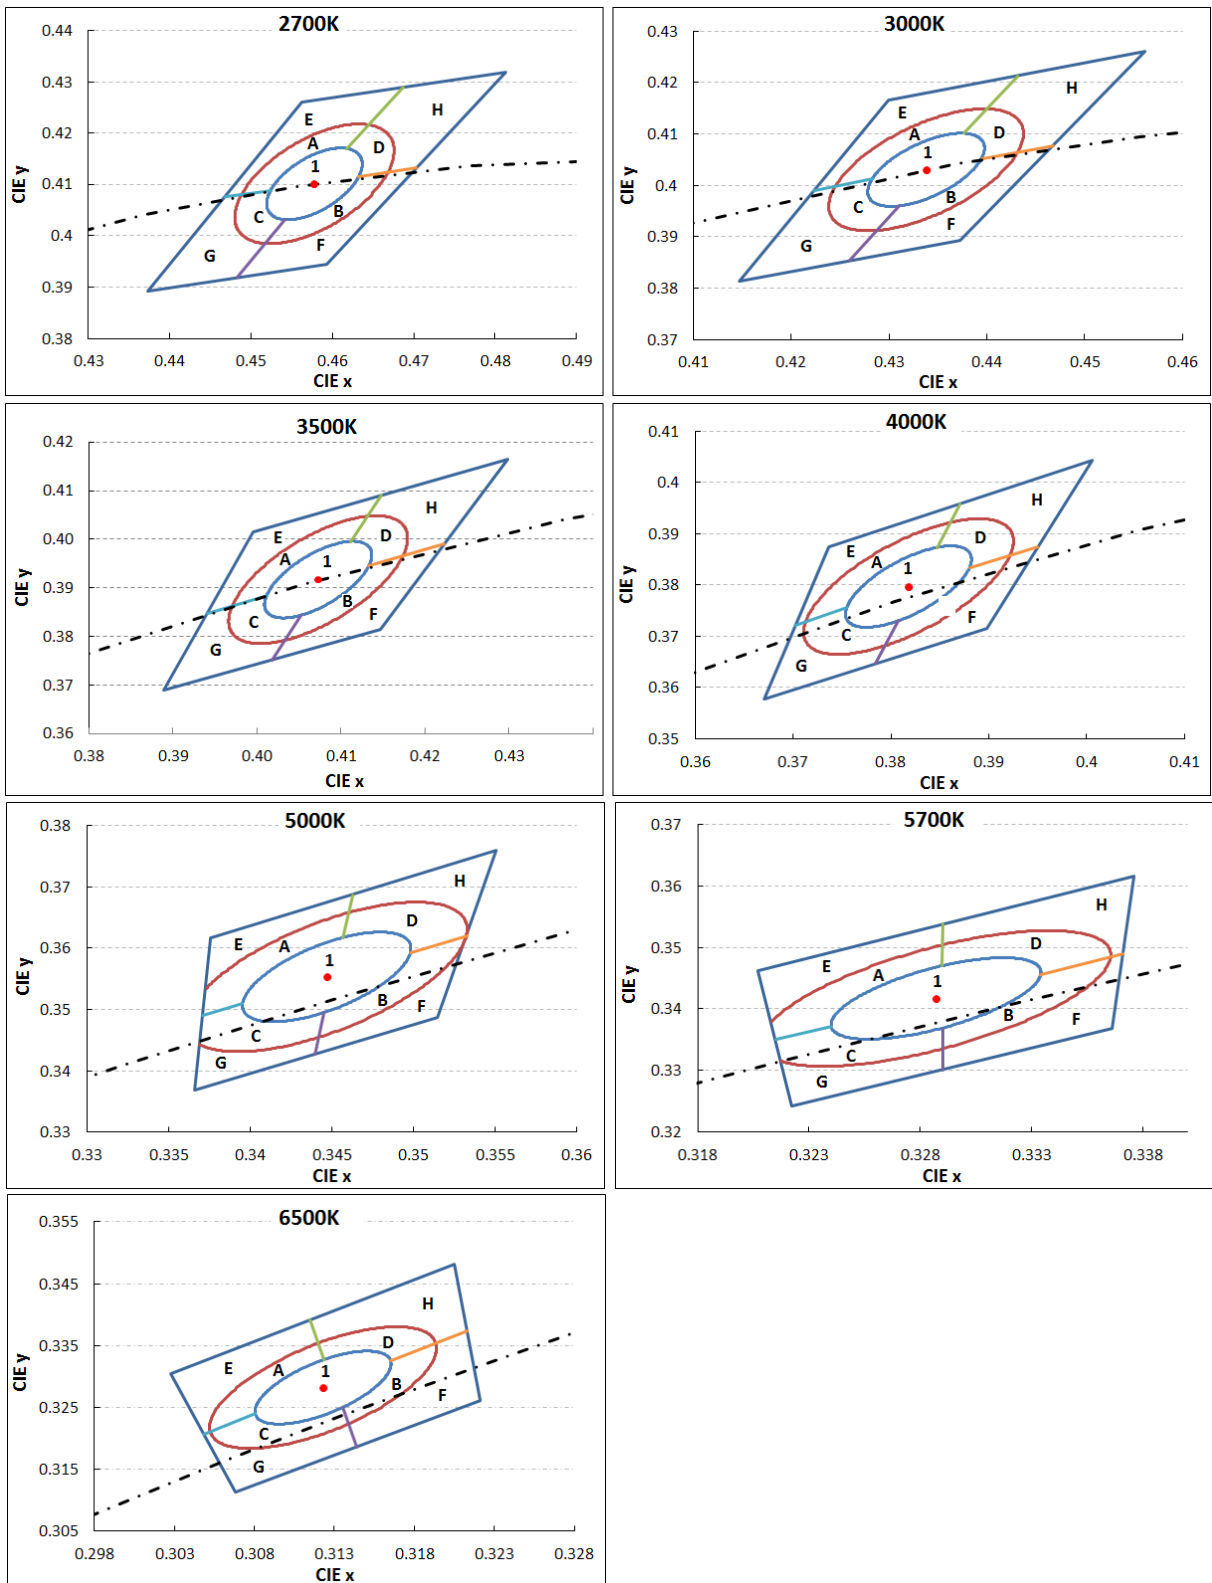 2700K
0.44
0.43
0.42
0.41
0.4
0.39
0.38
CIE y
E
H
A
D
1
C
B
F
G
0.43 0.44 0.45 0.46 0.47 0.48 0.49
CIE x
3000K
0.43
0.42
0.41
0.4
0.39
0.38
0.37
CIE y
H
E
A
D
1
B
C
F
G
0.41 0.42 0.43 0.44 0.45 0.46
CIE x
3500K
0.42
0.41
0.40
0.39
0.38
0.37
0.36
CIE y
H
E
D
A
1
B
C
F
G
0.38 0.39 0.40 0.41 0.42 0.43
CIE x
4000K
0.41
0.4
0.39
0.38
0.37
0.36
0.35
CIE y
H
E
D
A
1
F
C
G
0.36 0.37 0.38 0.39 0.4 0.41
CIE x
5000K
0.38
0.37
0.36
0.35
0.34
0.33
CIE y
H
D
E
A
1
B
F
C
G
0.33 0.335 0.34 0.345 0.35 0.355 0.36
CIE x
5700K
0.37
0.36
0.35
0.34
0.33
0.32
CIE y
H
D
E
A
1
B
F
C
G
0.318 0.323 0.328 0.333 0.338
CIE x
6500K
0.355
0.345
0.335
0.325
0.315
0.305
CIE y
H
D
E
A
1
B
F
C
G
0.298 0.303 0.308 0.313 0.318 0.323 0.328
CIE x